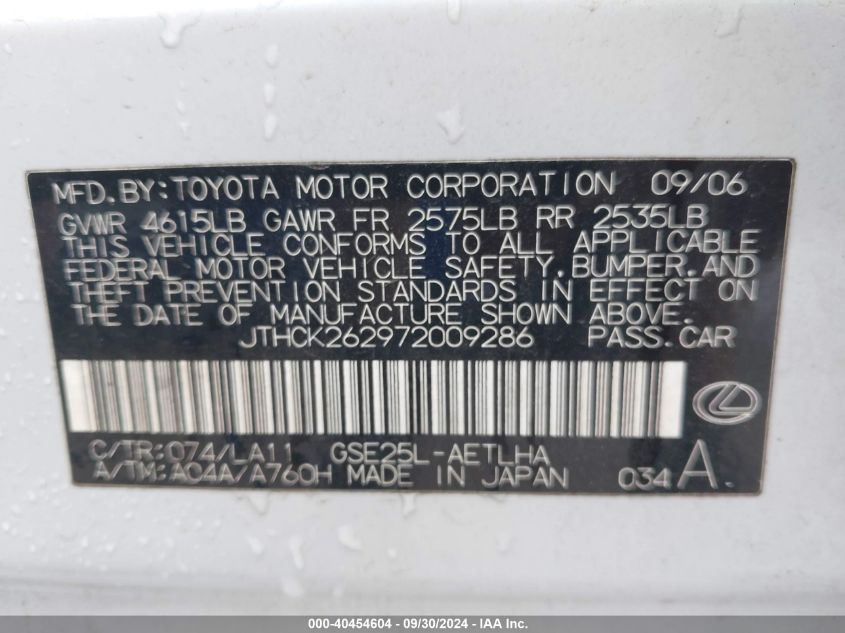 MFD.BY:TOYOTA MOTOR CORPORATION 09/06
GVWR 4615LB GAWR FR 2575LB RR 2535LB
THIS VEHICLE CONFORMS TO ALL APPLICABLE
FEDERAL MOTOR VEHICLE SAFETY,BUMPER,AND
THEFT PREVENTION STANDARDS IN EFFECT ON
THE DATE OF MANUFACTURE SHOWN ABOVE.
JTHCK262972009286 PASS.CAR
C/TR:074/LA11 GSE25L-AETLHA
A/TM:A04A/A760H MADE IN JAPAN 034 A
000-40454604 - 09/30/2024 - IAA Inc.